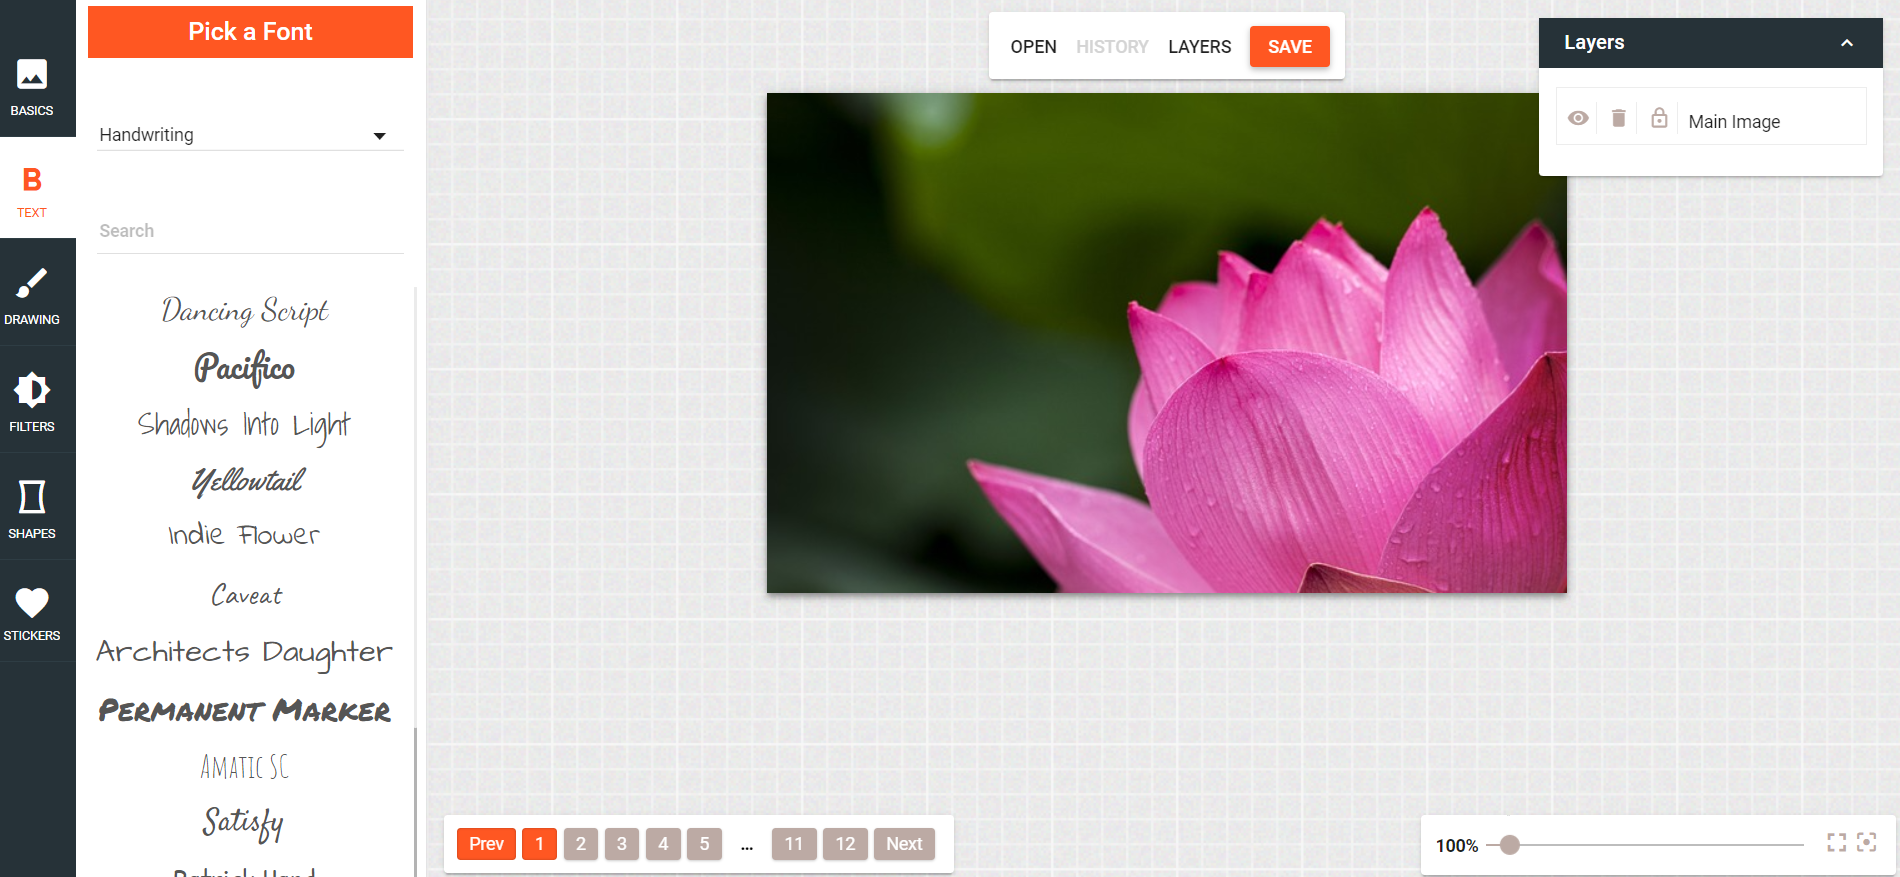 BASICS
B
TEXT
DRAWING
FILTERS
SHAPES
STICKERS
Pick a Font
Handwriting
Search
Dancing Script
Pacifico
Shadows Into Light
Yellowtail
Indie Flower
Caveat
Architects Daughter
PERMANENT MARKER
AMATIC SC
Satisfy
Patrick Hand
OPEN HISTORY LAYERS SAVE
Layers
Main Image
Prev 1 2 3 4 5 ... 11 12 Next
100%